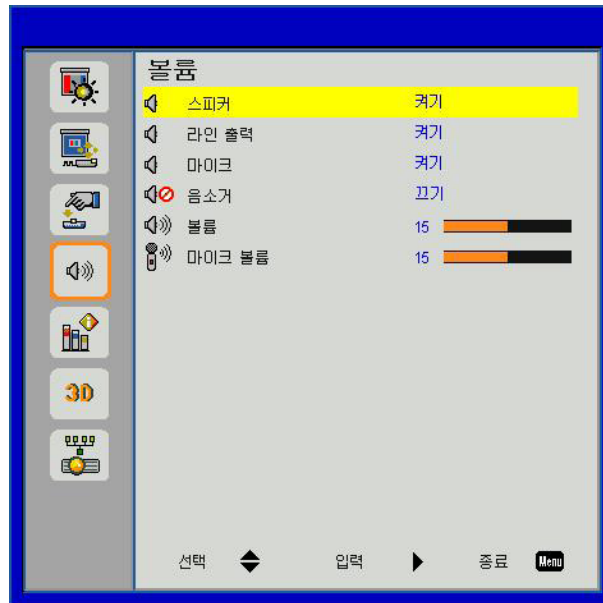 볼륨
스피커 켜기
라인 출력 켜기
마이크 켜기
음소거 끄기
볼륨 15
마이크 볼륨 15
3D
선택 입력 종료 Menu